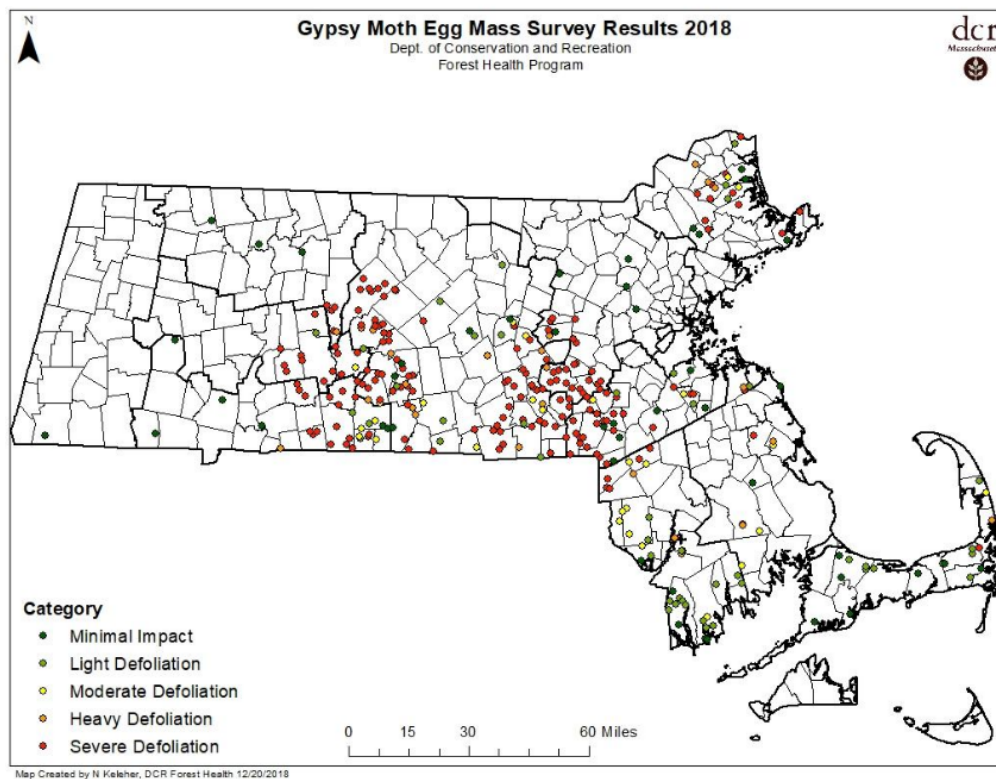 N
Gypsy Moth Egg Mass Survey Results 2018
Dept. of Conservation and Recreation
Forest Health Program
dcr
Massachusetts
Category
Minimal Impact
Light Defoliation
Moderate Defoliation
Heavy Defoliation
Severe Defoliation
0 15 30 60 Miles
Map Created by N Keleher, DCR Forest Health 12/20/2018